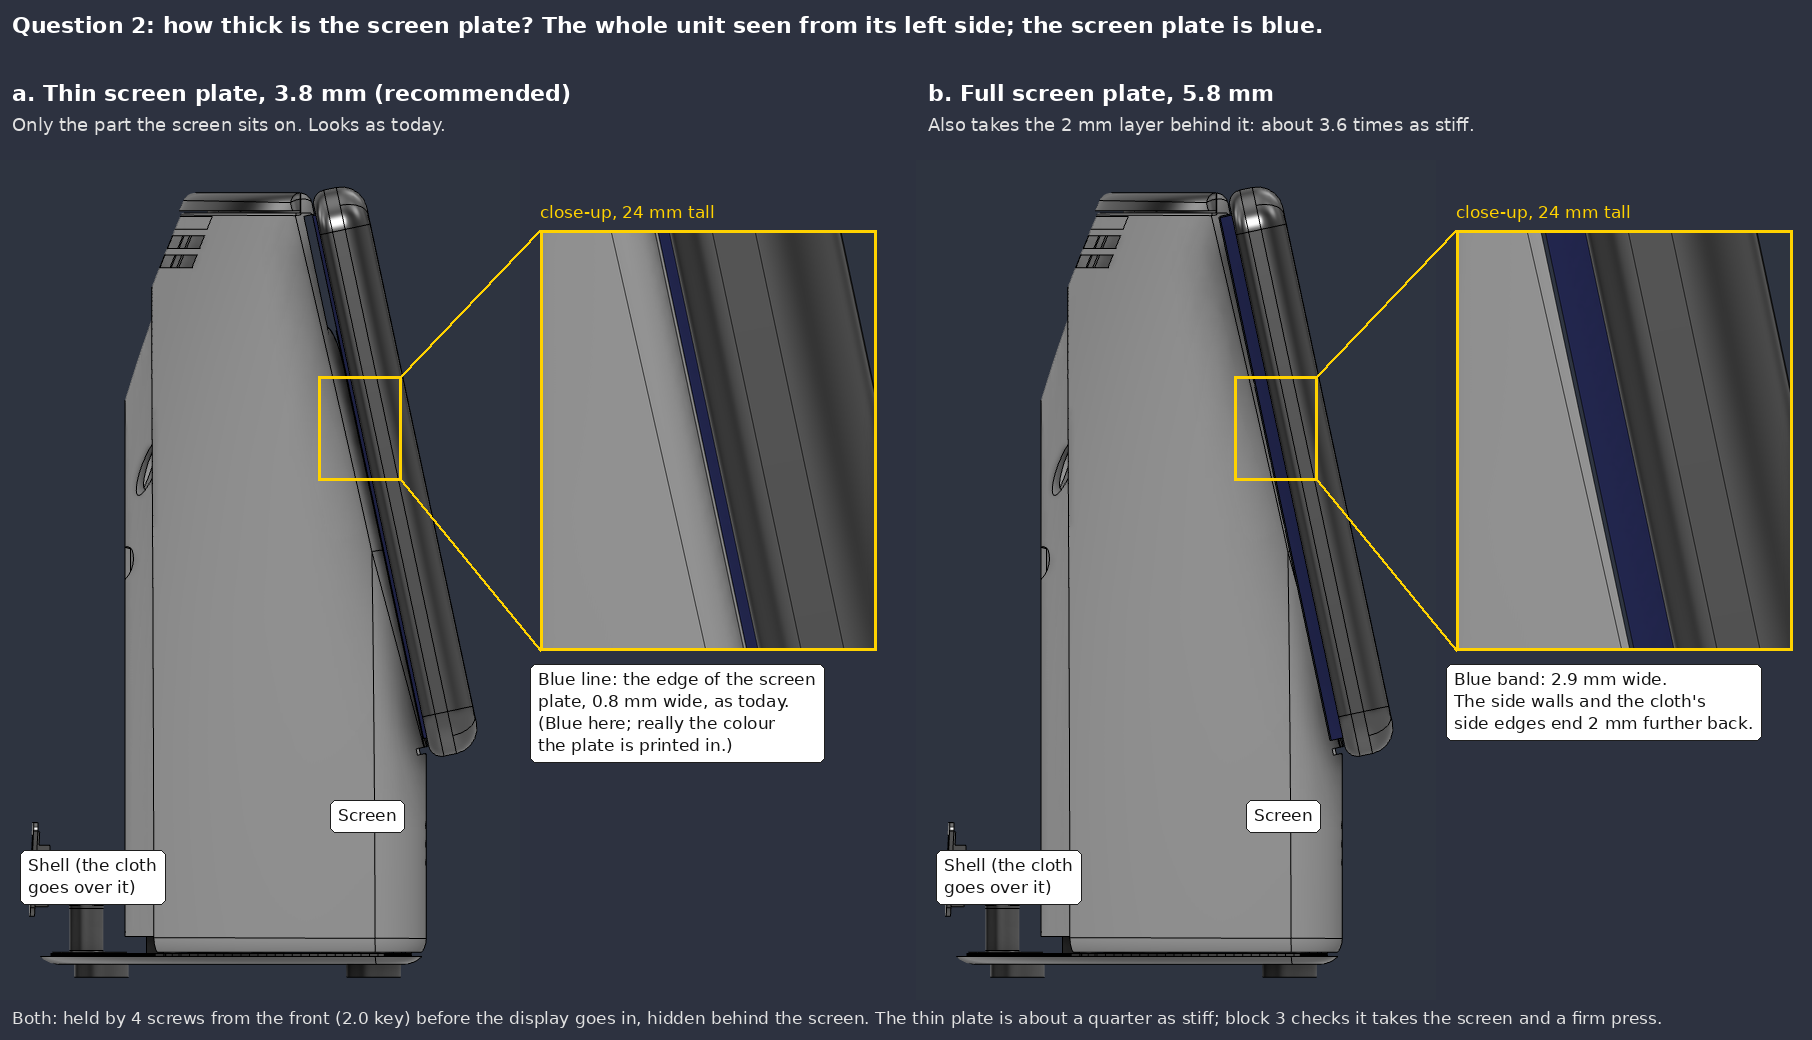 Question 2: how thick is the screen plate? The whole unit seen from its left side; the screen plate is blue.
a. Thin screen plate, 3.8 mm (recommended)
Only the part the screen sits on. Looks as today.
close-up, 24 mm tall
Blue line: the edge of the screen
plate, 0.8 mm wide, as today.
(Blue here; really the colour
the plate is printed in.)
Screen
Shell (the cloth
goes over it)
b. Full screen plate, 5.8 mm
Also takes the 2 mm layer behind it: about 3.6 times as stiff.
close-up, 24 mm tall
Blue band: 2.9 mm wide.
The side walls and the cloth's
side edges end 2 mm further back.
Screen
Shell (the cloth
goes over it)
Both: held by 4 screws from the front (2.0 key) before the display goes in, hidden behind the screen. The thin plate is about a quarter as stiff; block 3 checks it takes the screen and a firm press.